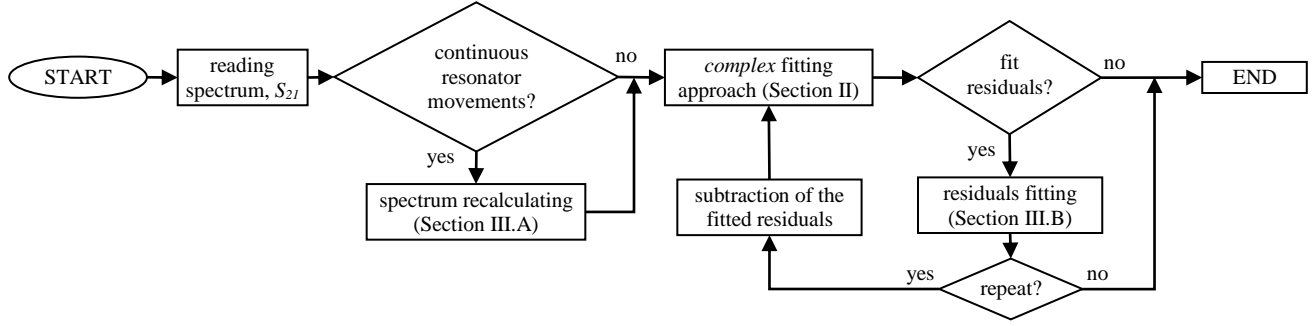 START
reading
spectrum, S21
continuous
resonator
movements?
no
yes
spectrum recalculating
(Section III.A)
complex fitting
approach (Section II)
fit
residuals?
no
END
yes
residuals fitting
(Section III.B)
repeat?
no
yes
subtraction of the
fitted residuals